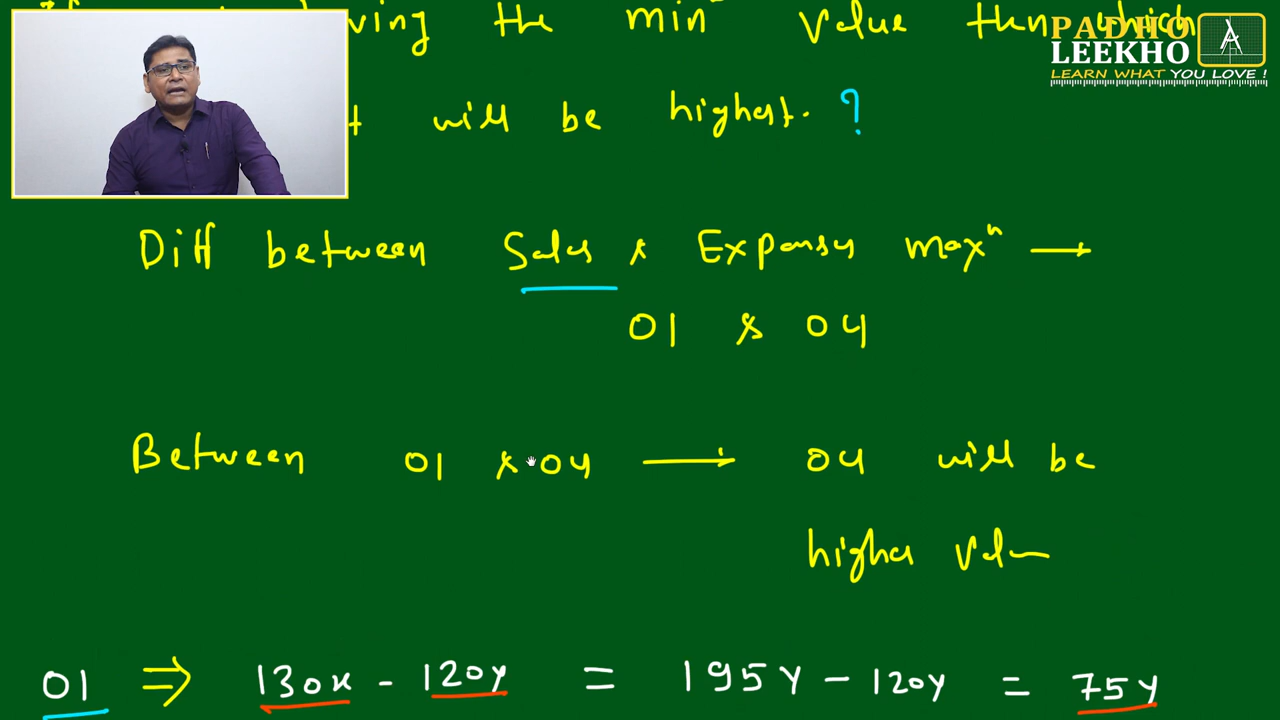 the min^m value then which
PADHO
LEEKHO
LEARN WHAT YOU LOVE !
will be highest. ?
Diff between Sales & Expenses max^m →
01 & 04
Between 01 & 04 → 04 will be
higher value
01 ⇒ 130x - 120y = 195y - 120y = 75y